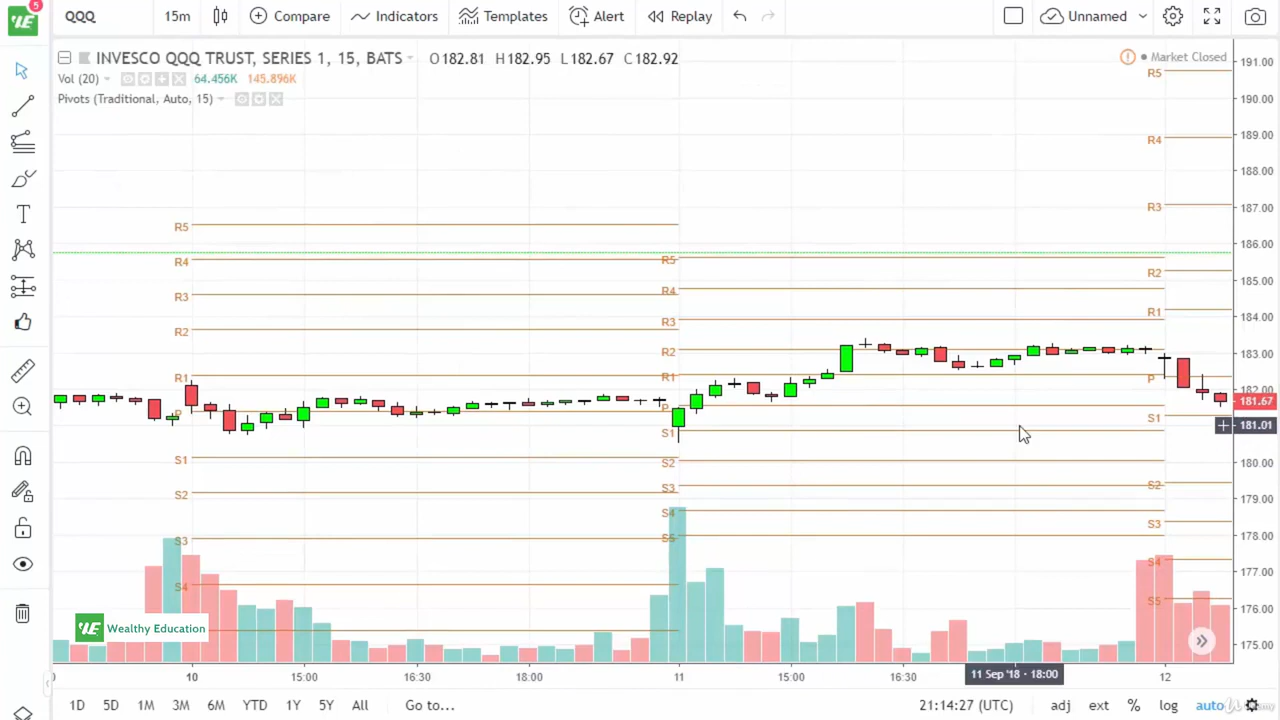 5
QQQ
15m
Compare
Indicators
Templates
Alert
Replay
Unnamed
INVESCO QQQ TRUST, SERIES 1, 15, BATS
O182.81 H182.95 L182.67 C182.92
Market Closed
Vol (20)
64.456K 145.896K
Pivots (Traditional, Auto, 15)
R5
R4
R3
R2
R1
P
S1
S2
S3
S4
R5
R4
R3
R2
R1
P
S1
S2
S3
S4
S5
R5
R4
R3
R2
R1
P
S1
S2
S3
S4
S5
191.00
190.00
189.00
188.00
187.00
186.00
185.00
184.00
183.00
182.00
181.67
181.01
180.00
179.00
178.00
177.00
176.00
175.00
Wealthy Education
10
15:00
16:30
18:00
11
15:00
16:30
11 Sep '18 - 18:00
12
1D
5D
1M
3M
6M
YTD
1Y
5Y
All
Go to...
21:14:27 (UTC)
adj
ext
%
log
auto